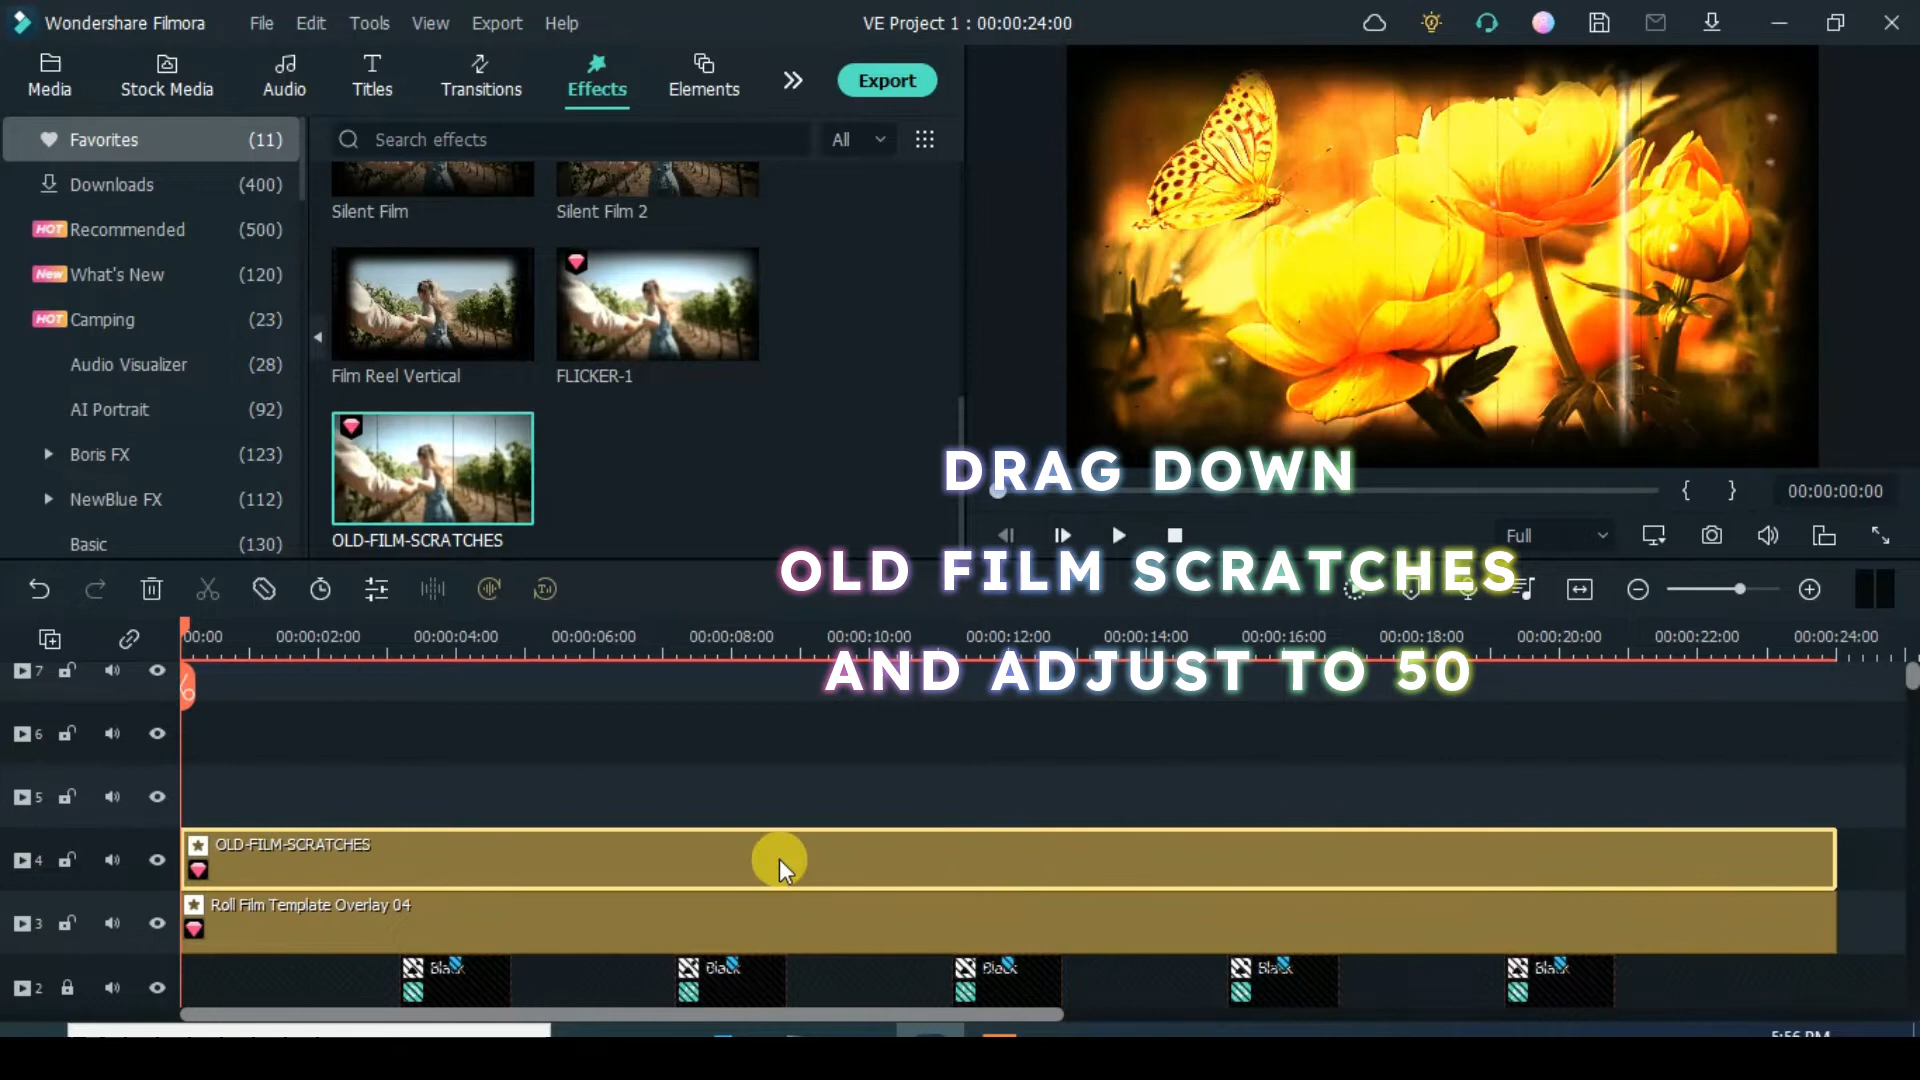 Wondershare Filmora File Edit Tools View Export Help VE Project 1 : 00:00:24:00
Media Stock Media Audio Titles Transitions Effects Elements Export
Favorites (11) Search effects All
Downloads (400)
Silent Film Silent Film 2
HOT Recommended (500)
New What's New (120)
HOT Camping (23)
Audio Visualizer (28)
Film Reel Vertical FLICKER-1
AI Portrait (92)
Boris FX (123)
DRAG DOWN
NewBlue FX (112) { } 00:00:00:00
Basic (130) OLD-FILM-SCRATCHES Full
OLD FILM SCRATCHES
00:00 00:00:02:00 00:00:04:00 00:00:06:00 00:00:08:00 00:00:10:00 00:00:12:00 00:00:14:00 00:00:16:00 00:00:18:00 00:00:20:00 00:00:22:00 00:00:24:00
AND ADJUST TO 50
7
6
5
OLD-FILM-SCRATCHES
4
Roll Film Template Overlay 04
3
Black Black Black Black Black
2
5:56 PM